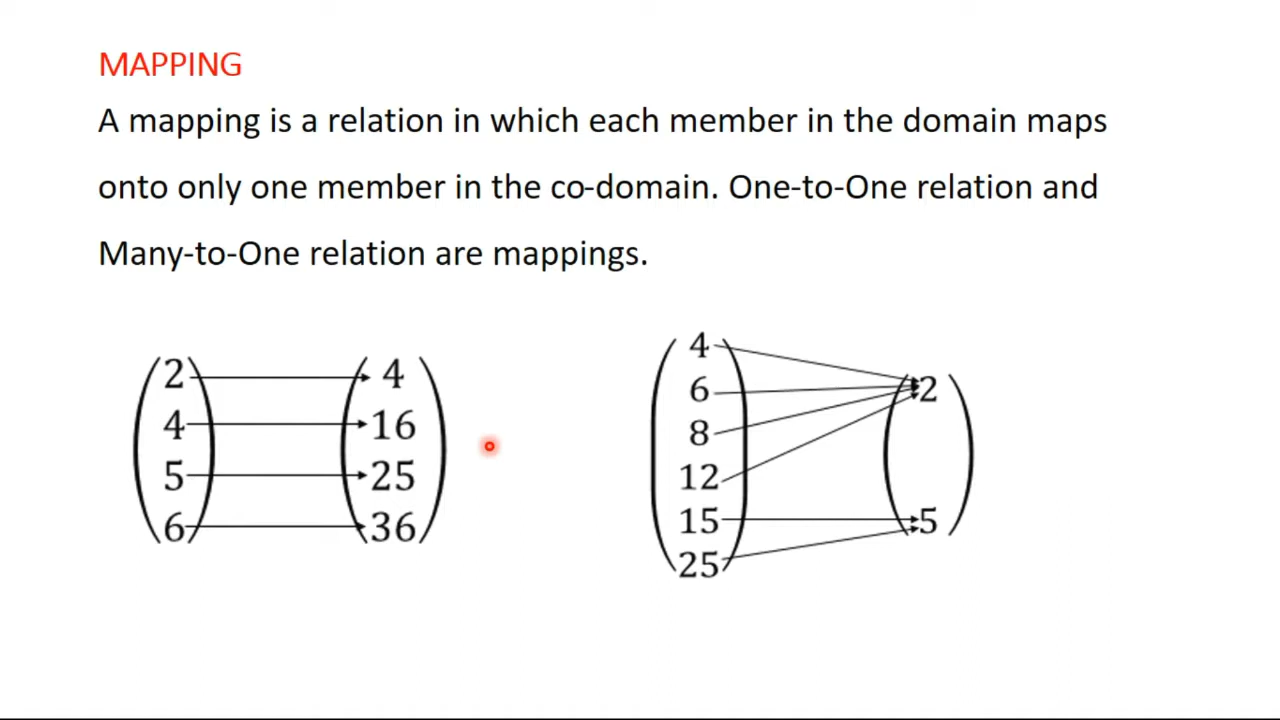 MAPPING
A mapping is a relation in which each member in the domain maps
onto only one member in the co-domain. One-to-One relation and
Many-to-One relation are mappings.
2 4
4 16
5 25
6 36
4
6 2
8
12
15 5
25